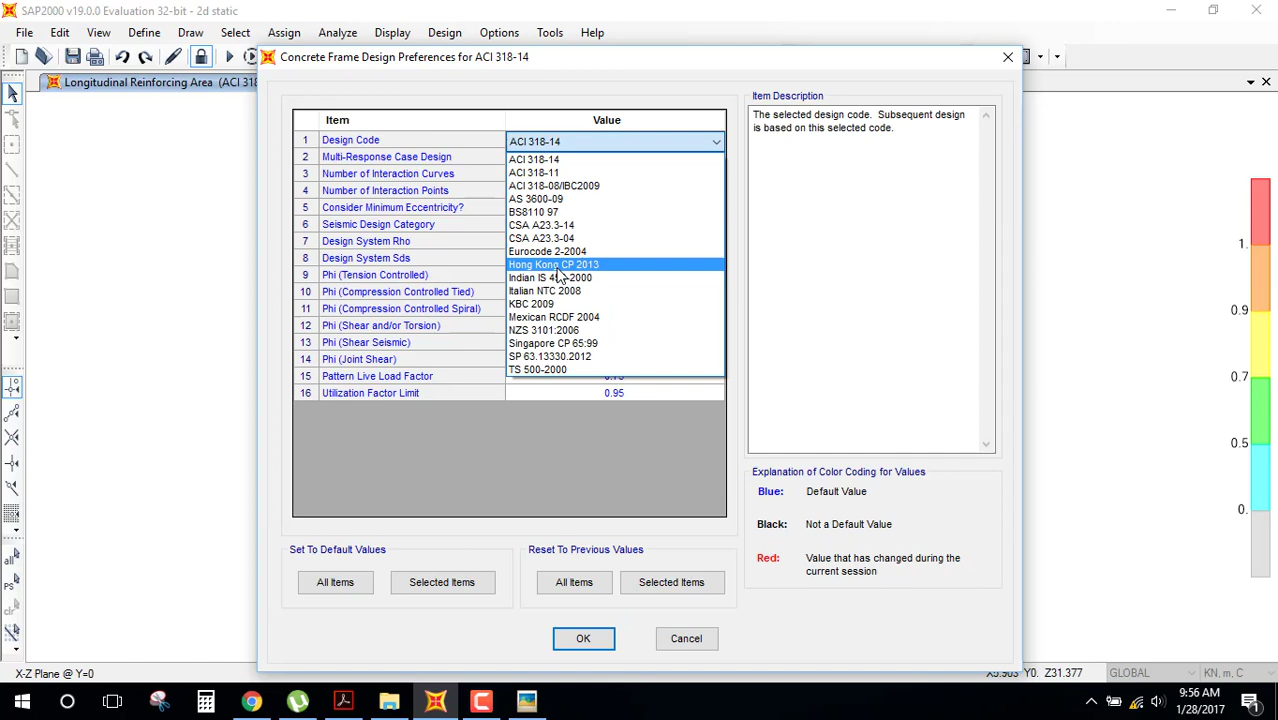 SAP2000 v19.0.0 Evaluation 32-bit - 2d static
File Edit View Define Draw Select Assign Analyze Display Design Options Tools Help
Concrete Frame Design Preferences for ACI 318-14
Longitudinal Reinforcing Area (ACI 318
Item Value
1 Design Code ACI 318-14
2 Multi-Response Case Design
3 Number of Interaction Curves
4 Number of Interaction Points
5 Consider Minimum Eccentricity?
6 Seismic Design Category
7 Design System Rho
8 Design System Sds
9 Phi (Tension Controlled)
10 Phi (Compression Controlled Tied)
11 Phi (Compression Controlled Spiral)
12 Phi (Shear and/or Torsion)
13 Phi (Shear Seismic)
14 Phi (Joint Shear)
15 Pattern Live Load Factor
16 Utilization Factor Limit 0.95
ACI 318-14
ACI 318-11
ACI 318-08/IBC2009
AS 3600-09
BS8110 97
CSA A23.3-14
CSA A23.3-04
Eurocode 2-2004
Hong Kong CP 2013
Indian IS 456-2000
Italian NTC 2008
KBC 2009
Mexican RCDF 2004
NZS 3101:2006
Singapore CP 65:99
SP 63.13330.2012
TS 500-2000
Item Description
The selected design code. Subsequent design
is based on this selected code.
Explanation of Color Coding for Values
Blue: Default Value
Black: Not a Default Value
Red: Value that has changed during the
current session
Set To Default Values
All Items Selected Items
Reset To Previous Values
All Items Selected Items
OK Cancel
1.
0.9
0.7
0.5
0.
all
PS
X-Z Plane @ Y=0
X5.903 Y0. Z31.377 GLOBAL KN, m, C
9:56 AM
1/28/2017
1